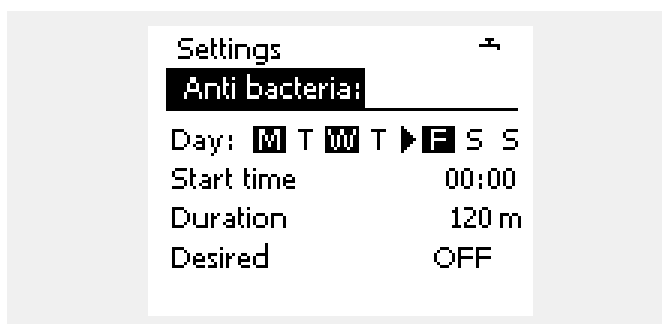 Settings
Anti bacteria:
Day: M T W T ▶ F S S
Start time 00:00
Duration 120 m
Desired OFF